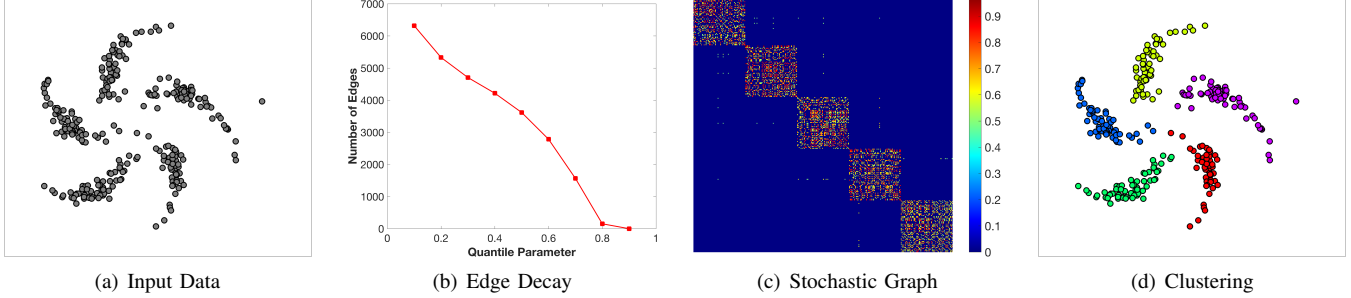 7000
6000
5000
4000
3000
2000
1000
0
Number of Edges
0 0.2 0.4 0.6 0.8 1
Quantile Parameter
0.9
0.8
0.7
0.6
0.5
0.4
0.3
0.2
0.1
0
(a) Input Data
(b) Edge Decay
(c) Stochastic Graph
(d) Clustering